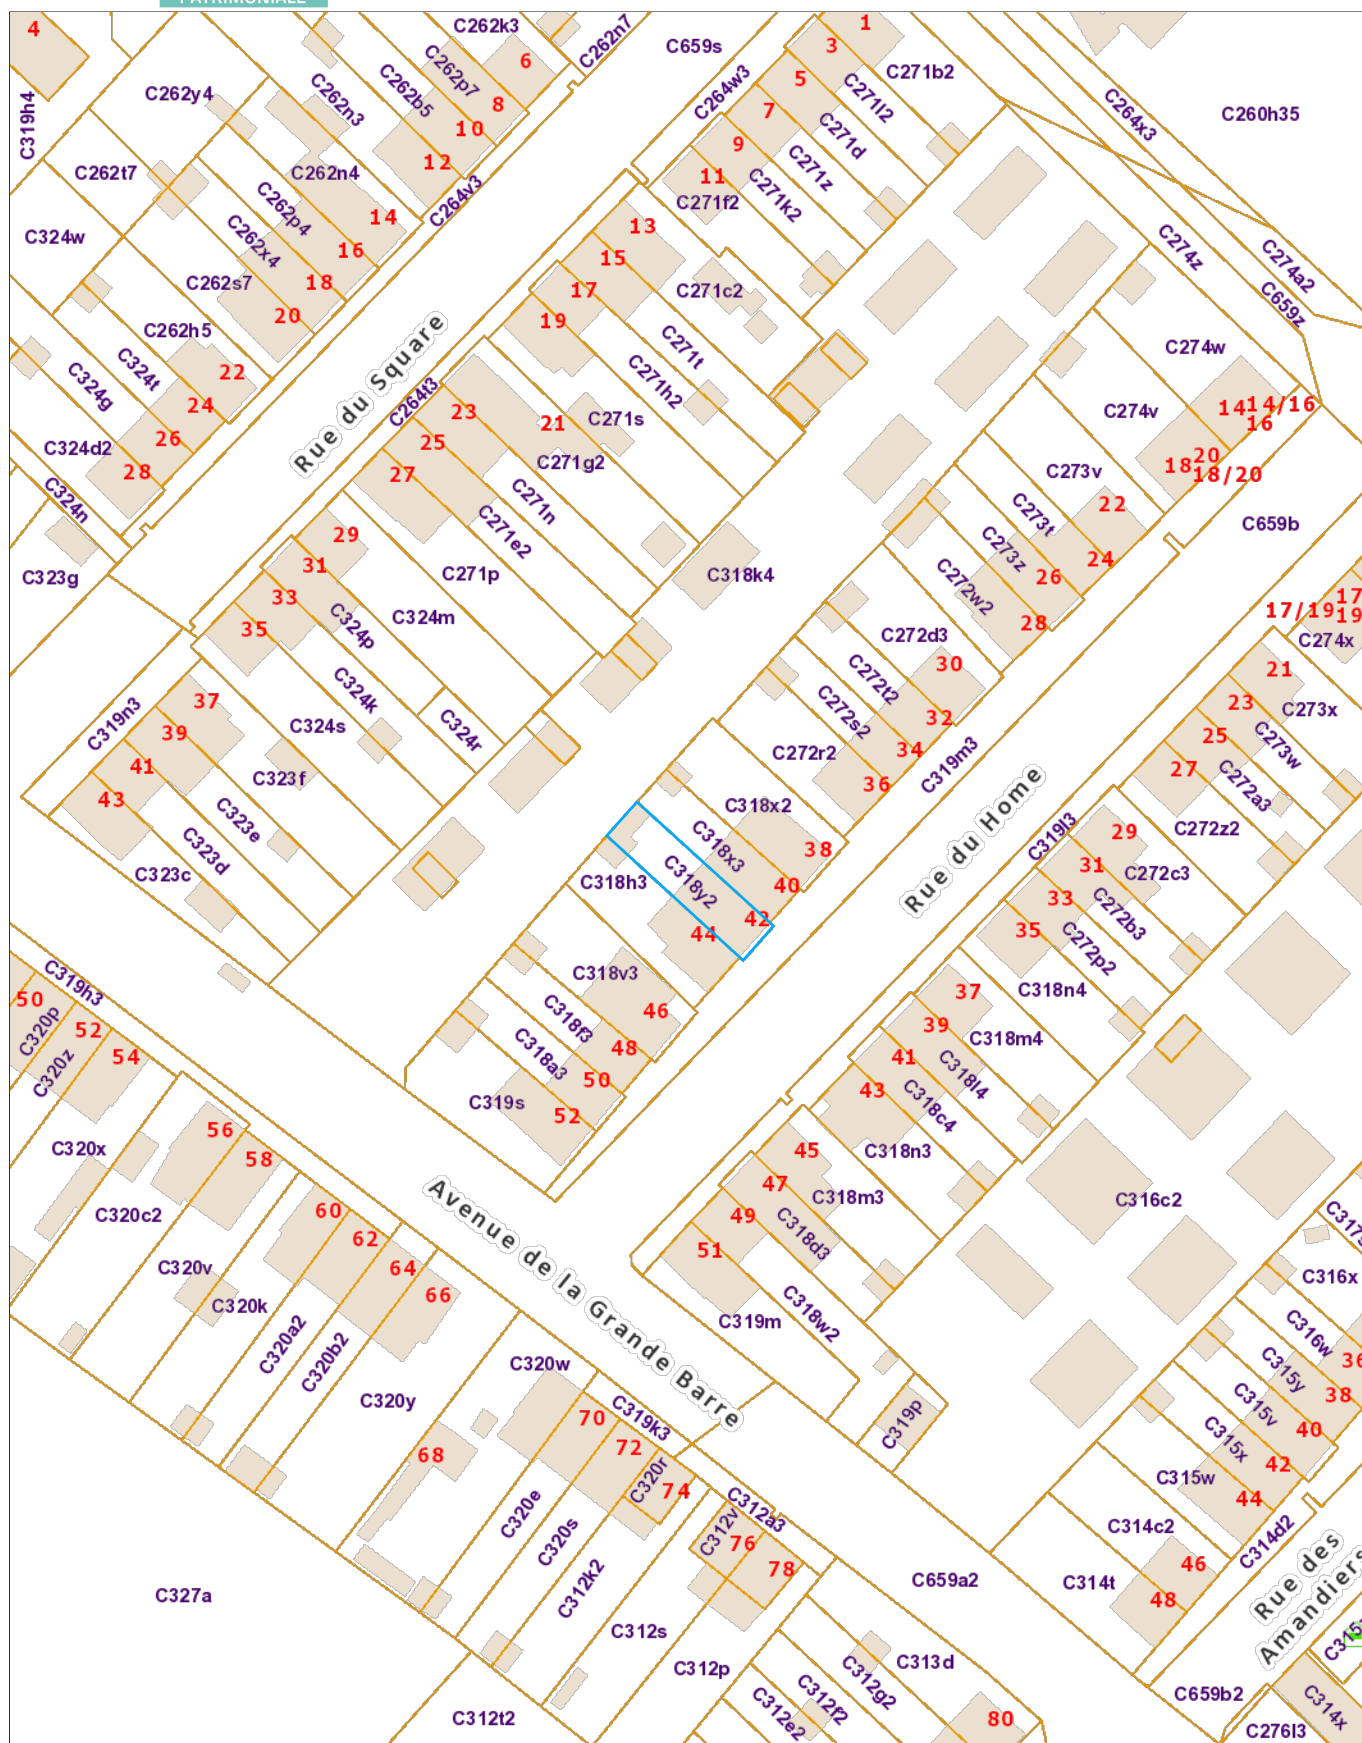 PATRIMONIALE
4
C262k3
C262n7
C659s
1
3
6
C262p7
5
C271b2
C264w3
C319h4
C262y4
C262n3
C262b5
8
10
7
C271l2
C264x3
C260h35
12
9
C271d
C262t7
C262n4
11
C271z
C264v3
C271k2
C262p4
14
C271f2
13
C324w
C262x4
16
15
C274z
C274a2
C262s7
18
17
C271c2
C659z
20
19
C262h5
C271t
C274w
C324t
22
Rue du Square
C271h2
C324g
C264t3
24
23
21
C271s
C274v
14
14/16
16
26
25
C324d2
28
27
C271g2
C273v
18
20
18/20
C324n
C271n
C273t
22
C271e2
29
C659b
C323g
31
C271p
C318k4
C273z
24
26
33
C324m
C272w2
17
17/19
19
35
C324p
28
C272d3
C274x
C324k
30
21
37
C272t2
C324s
C324r
C319n3
39
C272s2
32
23
C273x
34
25
C273w
41
C323f
C272r2
C319m3
36
27
C272a3
43
C323e
C318x2
Rue du Home
C323d
C318x3
38
C319l3
29
C272z2
C323c
C318h3
C318y2
40
31
C272c3
42
33
C272b3
44
35
C272p2
C319h3
C318v3
C318n4
50
46
37
C320p
52
C318f3
39
C318m4
54
C320z
48
41
C318a3
C318l4
50
43
C319s
C318c4
52
56
C320x
45
C318n3
58
47
C318m3
C316c2
60
C320c2
49
C318d3
62
51
C320v
64
Avenue de la Grande Barre
C316x
66
C320k
C319m
C318w2
C316w
C320a2
C320b2
C320w
36
C315y
C320y
38
70
C319k3
C319p
C315v
40
72
68
C315x
42
C320r
C315w
74
44
C320e
C312a3
C314c2
C320s
C312v
76
C314d2
78
46
C327a
C312k2
C659a2
C314t
48
Rue des
Amandiers
C312s
C313d
C312p
C312g2
C312f2
C659b2
C312t2
C312e2
80
C314x
C276l3